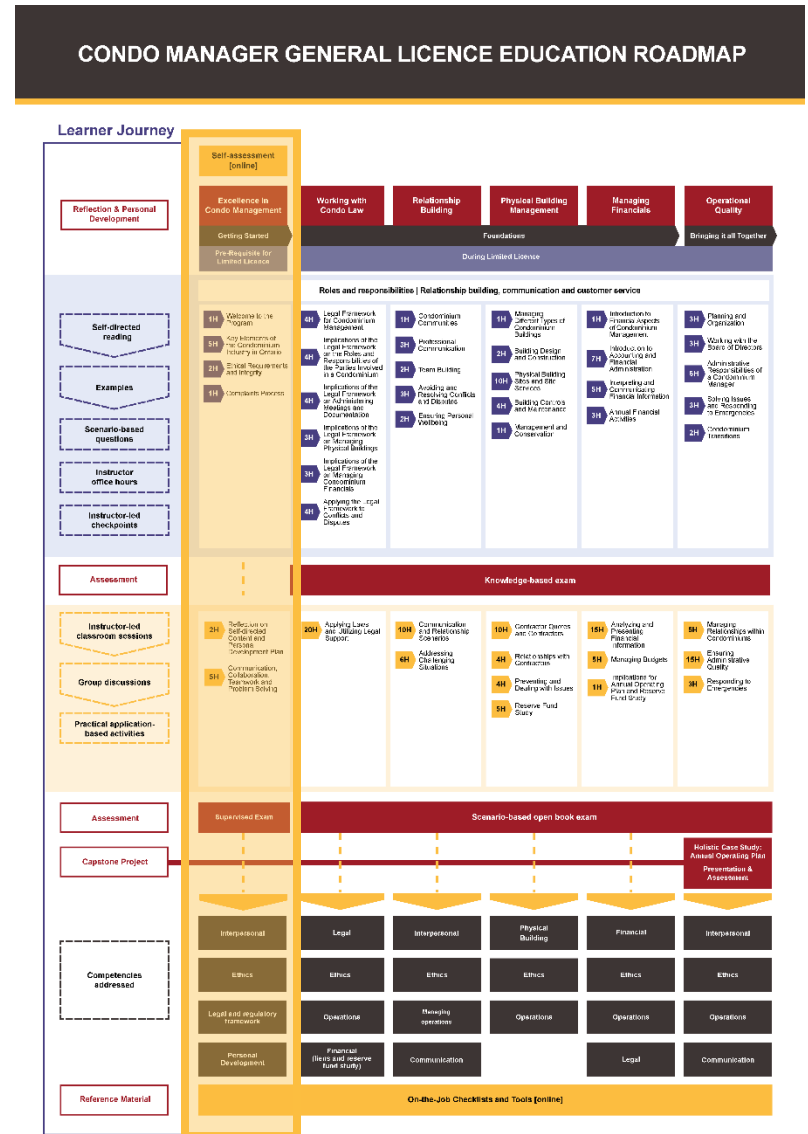 CONDO MANAGER GENERAL LICENCE EDUCATION ROADMAP
Learner Journey
Self-assessment
[online]
Reflection & Personal
Development
Excellence in
Condo Management
Working with
Condo Law
Relationship
Building
Physical Building
Management
Managing
Financials
Operational
Quality
Getting Started
Foundations
Bringing it all Together
Pre-Requisite for
Limited Licence
During Limited License
Roles and responsibilities | Relationship building, communication and customer service
Self-directed
reading
Examples
Scenario-based
questions
Instructor
office hours
Instructor-led
checkpoints
1H Welcome to the
Program
5H Key Elements of
the Condominium
Industry in Ontario
2H Ethical Requirements
and Integrity
1H Complaints Process
4H Legal Framework
for Condominium
Management
4H Implications of the
Legal Framework
on the Roles and
Responsibilities of
the Parties Involved
in a Condominium
4H Implications of the
Legal Framework
on Administering
Meetings and
Documentation
3H Implications of the
Legal Framework
on Managing
Physical Buildings
3H Implications of the
Legal Framework
on Managing
Condominium
Financials
4H Applying the Legal
Framework to
Conflicts and
Disputes
1H Condominium
Communities
3H Professional
Communication
2H Team Building
3H Avoiding and
Resolving Conflicts
and Disputes
2H Ensuring Personal
Wellbeing
1H Managing
Different Types of
Condominium
Buildings
2H Building Design
and Construction
10H Physical Building
Sites and Site
Services
4H Building Controls
and Maintenance
1H Management and
Conservation
1H Introduction to
Financial Aspects
of Condominium
Management
7H Introduction to
Accounting and
Financial
Administration
5H Interpreting and
Communicating
Financial Information
3H Annual Financial
Activities
3H Planning and
Organization
3H Working with the
Board of Directors
5H Administrative
Responsibilities of
a Condominium
Manager
3H Solving Issues
and Responding
to Emergencies
2H Condominium
Transitions
Assessment
Knowledge-based exam
Instructor-led
classroom sessions
Group discussions
Practical application-
based activities
2H Reflection on
Self-directed
Content and
Personal
Development Plan
5H Communication,
Collaboration,
Teamwork and
Problem Solving
20H Applying Laws
and Utilizing Legal
Support
10H Communication
and Relationship
Scenarios
6H Addressing
Challenging
Situations
10H Contractor Quotes
and Contractors
4H Relationships with
Contractors
4H Preventing and
Dealing with Issues
5H Reserve Fund
Study
15H Analyzing and
Presenting
Financial
Information
5H Managing Budgets
1H Implications for
Annual Operating
Plan and Reserve
Fund Study
5H Managing
Relationships within
Condominiums
15H Ensuring
Administrative
Quality
3H Responding to
Emergencies
Assessment
Supervised Exam
Scenario-based open book exam
Capstone Project
Holistic Case Study:
Annual Operating Plan
Presentation &
Assessment
Competencies
addressed
Interpersonal
Legal
Interpersonal
Physical
Building
Financial
Interpersonal
Ethics
Ethics
Ethics
Ethics
Ethics
Ethics
Legal and regulatory
framework
Operations
Managing
operations
Operations
Operations
Operations
Personal
Development
Financial
(liens and reserve
fund study)
Communication
Legal
Communication
Reference Material
On-the-Job Checklists and Tools [online]